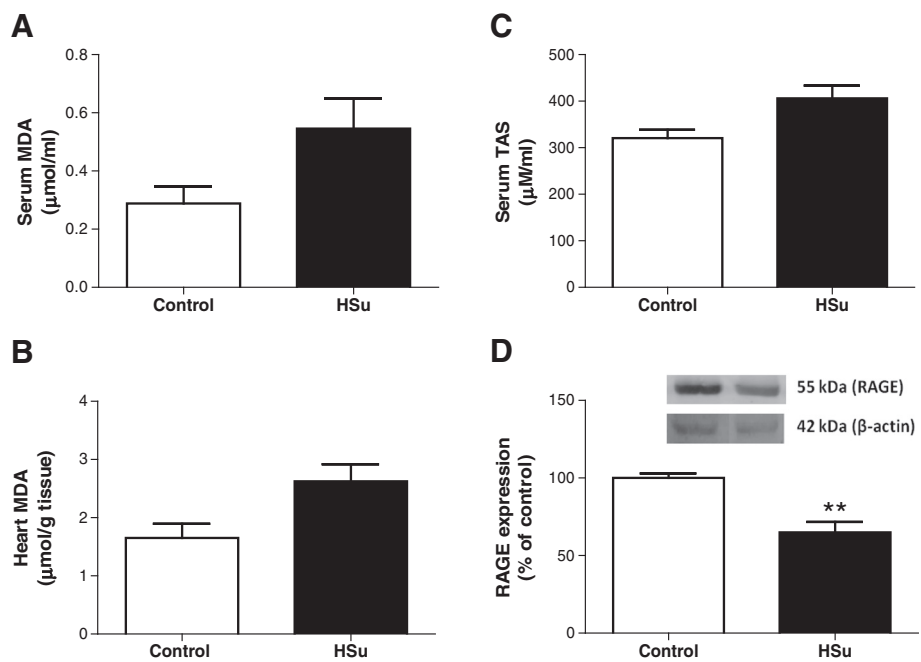 A
Serum MDA
(μmol/ml)
0.8
0.6
0.4
0.2
0.0
Control
HSu
C
Serum TAS
(μM/ml)
500
400
300
200
100
0
Control
HSu
B
Heart MDA
(μmol/g tissue)
4
3
2
1
0
Control
HSu
D
RAGE expression
(% of control)
150
100
50
0
55 kDa (RAGE)
42 kDa (β-actin)
**
Control
HSu